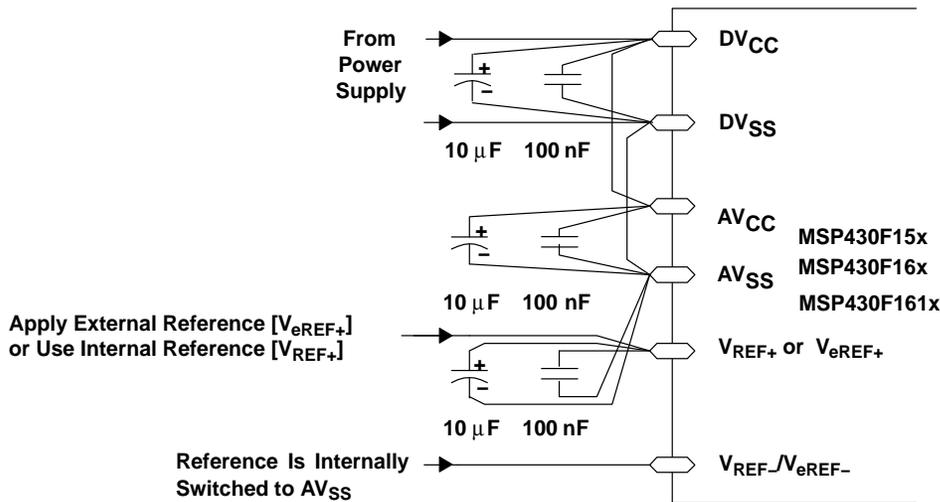 From
Power
Supply
DVCC
+
−
DVSS
10 μF 100 nF
AVCC
MSP430F15x
+
−
AVSS
MSP430F16x
10 μF 100 nF
MSP430F161x
Apply External Reference [VeREF+]
or Use Internal Reference [VREF+]
VREF+ or VeREF+
+
−
10 μF 100 nF
Reference Is Internally
Switched to AVSS
VREF−/VeREF−